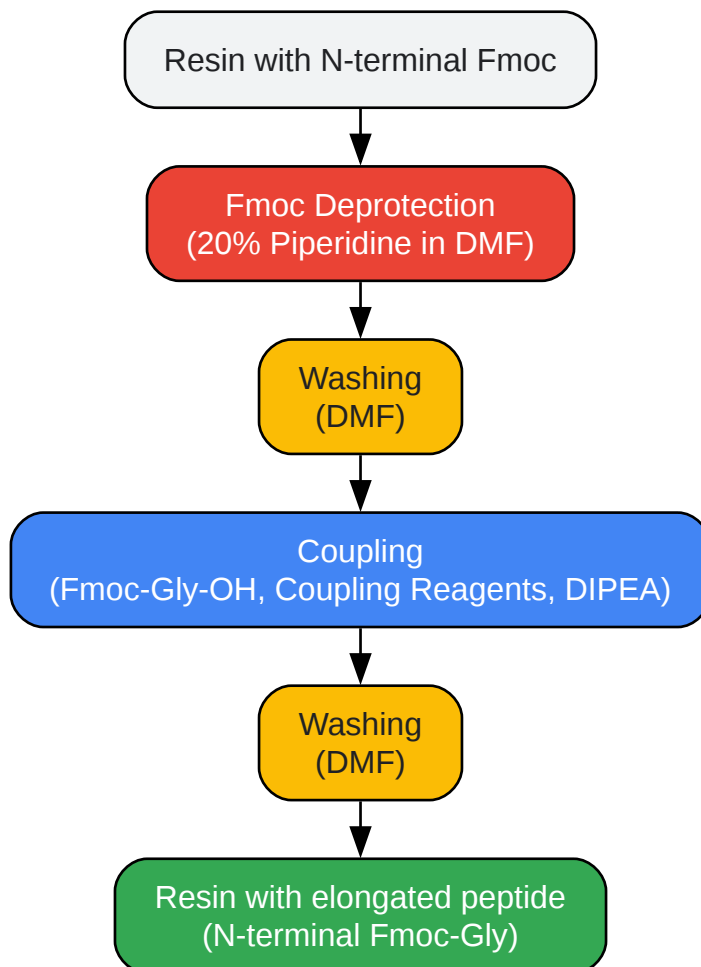 Resin with N-terminal Fmoc
Fmoc Deprotection
(20% Piperidine in DMF)
Washing
(DMF)
Coupling
(Fmoc-Gly-OH, Coupling Reagents, DIPEA)
Washing
(DMF)
Resin with elongated peptide
(N-terminal Fmoc-Gly)